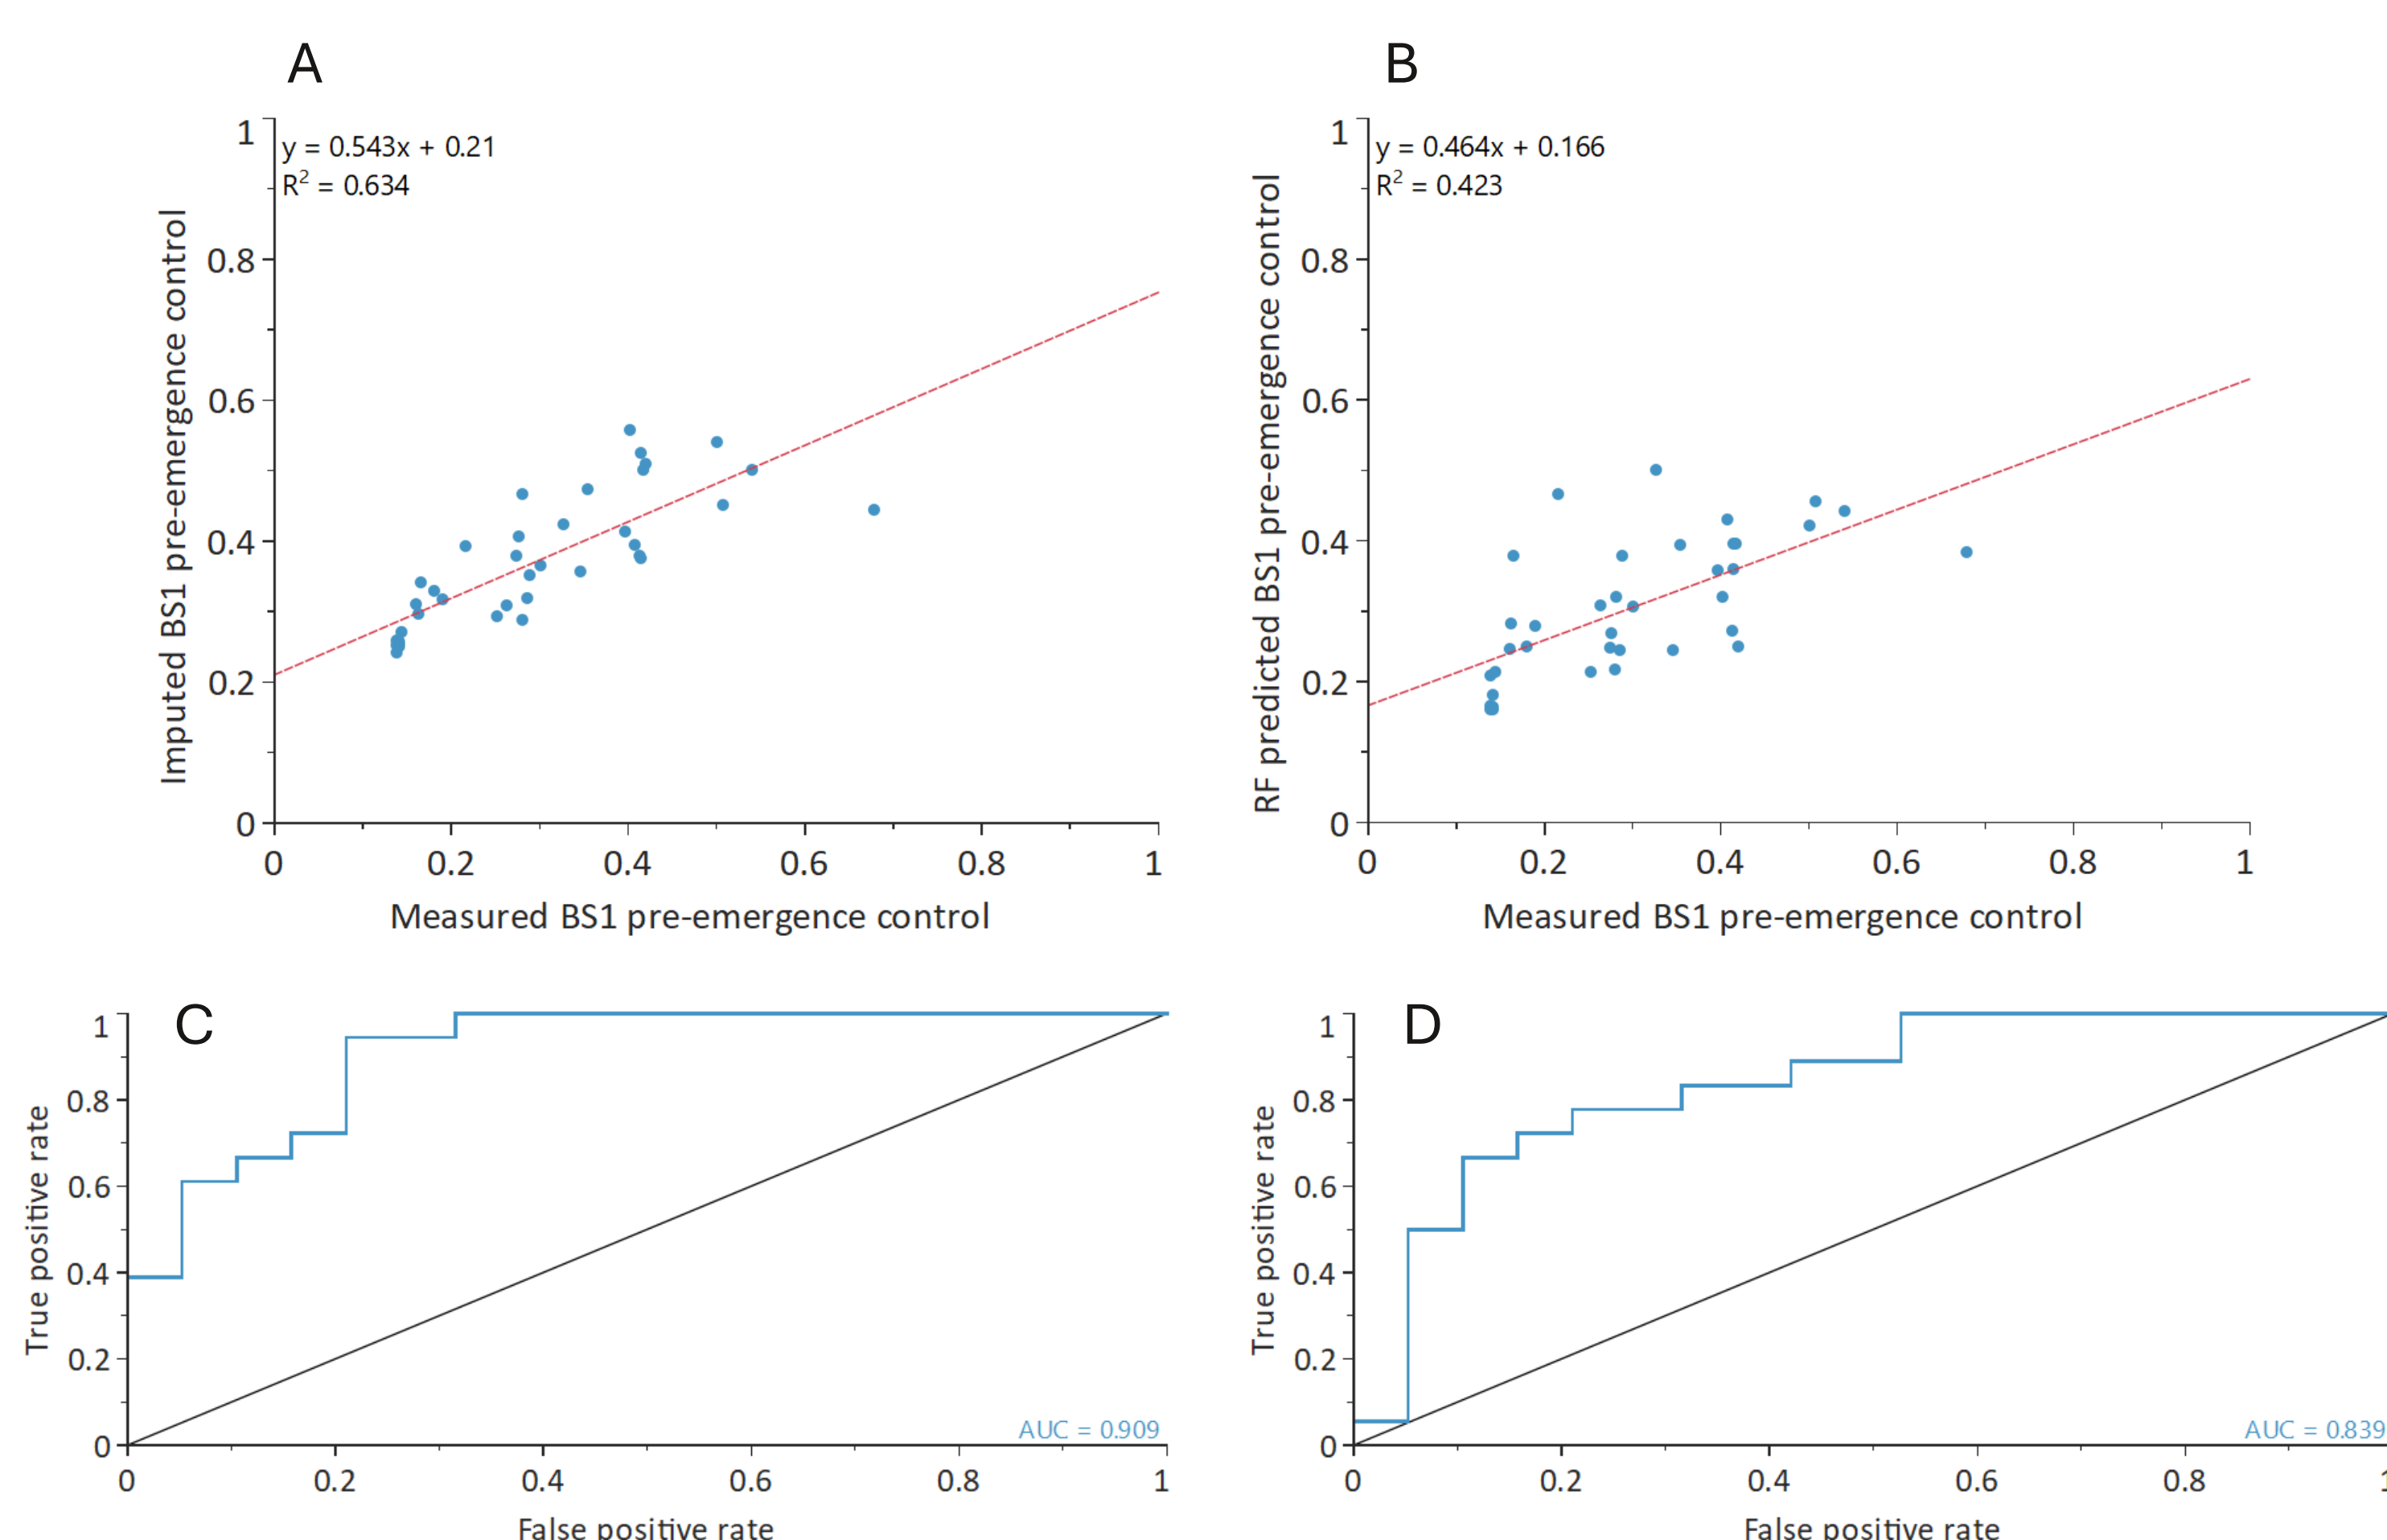 A
y = 0.543x + 0.21
R² = 0.634
Imputed BS1 pre-emergence control
1
0.8
0.6
0.4
0.2
0
0 0.2 0.4 0.6 0.8 1
Measured BS1 pre-emergence control
B
y = 0.464x + 0.166
R² = 0.423
RF predicted BS1 pre-emergence control
1
0.8
0.6
0.4
0.2
0
0 0.2 0.4 0.6 0.8 1
Measured BS1 pre-emergence control
C
True positive rate
1
0.8
0.6
0.4
0.2
0
AUC = 0.909
0 0.2 0.4 0.6 0.8 1
False positive rate
D
True positive rate
1
0.8
0.6
0.4
0.2
0
AUC = 0.839
0 0.2 0.4 0.6 0.8 1
False positive rate